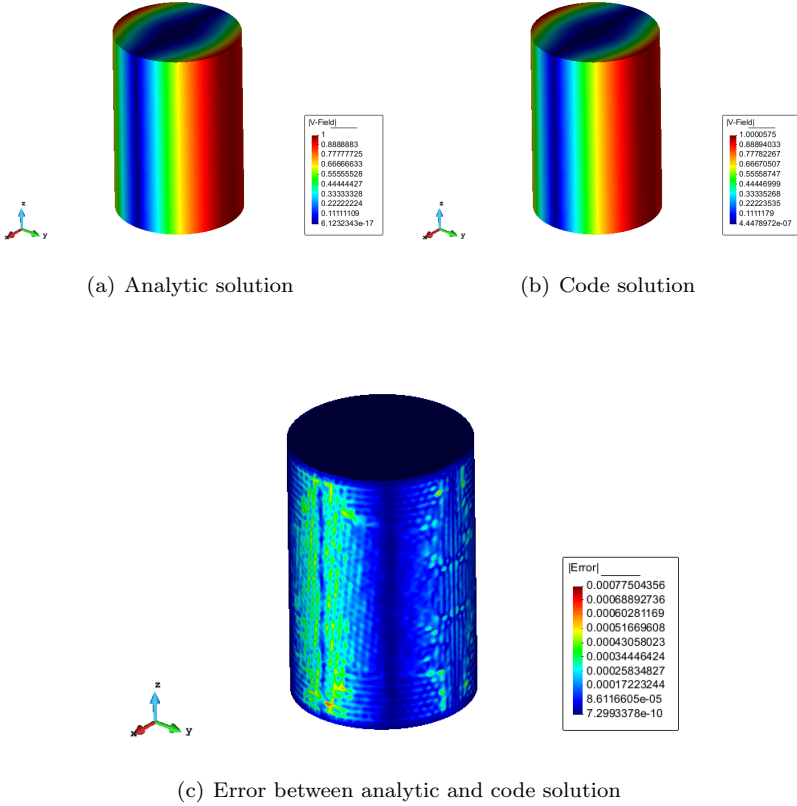 |V-Field|
1
0.8888883
0.77777725
0.66666633
0.55555528
0.44444427
0.33333328
0.22222224
0.11111109
6.1232343e-17
z
x
y
(a) Analytic solution
|V-Field|
1.0000575
0.88894033
0.77782267
0.66670507
0.55558747
0.44446999
0.33335268
0.22223535
0.1111179
4.4478972e-07
z
x
y
(b) Code solution
|Error|
0.00077504356
0.00068892736
0.00060281169
0.00051669608
0.00043058023
0.00034446424
0.00025834827
0.00017223244
8.6116605e-05
7.2993378e-10
z
x
y
(c) Error between analytic and code solution